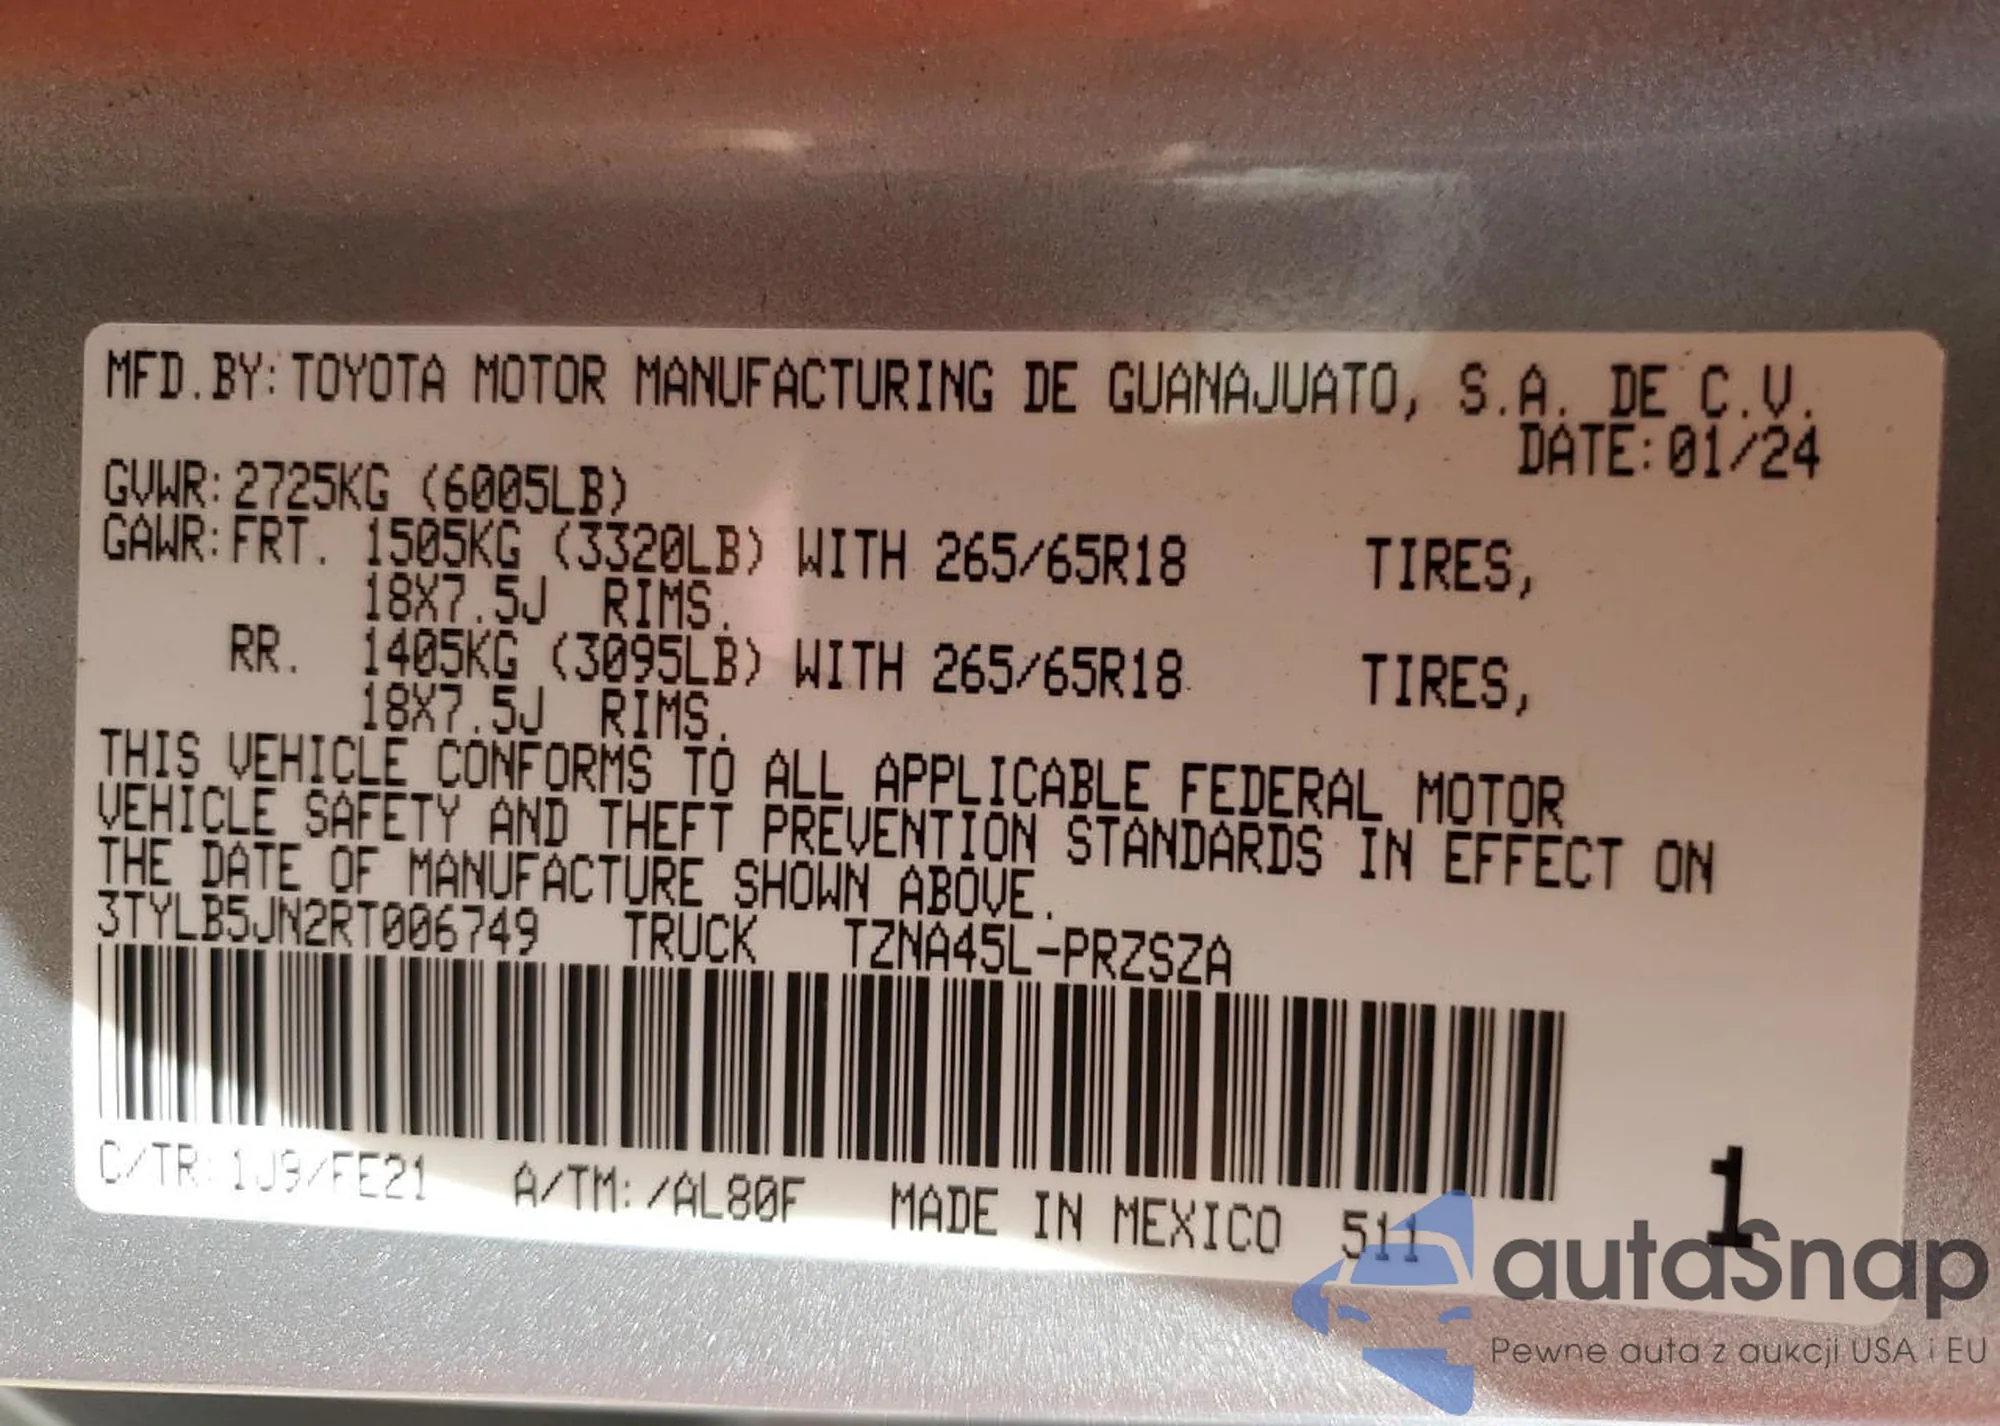 MFD.BY:TOYOTA MOTOR MANUFACTURING DE GUANAJUATO, S.A. DE C.V.
DATE:01/24
GVWR:2725KG (6005LB)
GAWR:FRT. 1505KG (3320LB) WITH 265/65R18 TIRES,
18X7.5J RIMS.
RR. 1405KG (3095LB) WITH 265/65R18 TIRES,
18X7.5J RIMS.
THIS VEHICLE CONFORMS TO ALL APPLICABLE FEDERAL MOTOR
VEHICLE SAFETY AND THEFT PREVENTION STANDARDS IN EFFECT ON
THE DATE OF MANUFACTURE SHOWN ABOVE.
3TYLB5JN2RT006749 TRUCK TZNA45L-PRZSZA
C/TR:1J9/FE21 A/TM:/AL80F MADE IN MEXICO 511
1
autaSnap
Pewne auta z aukcji USA i EU